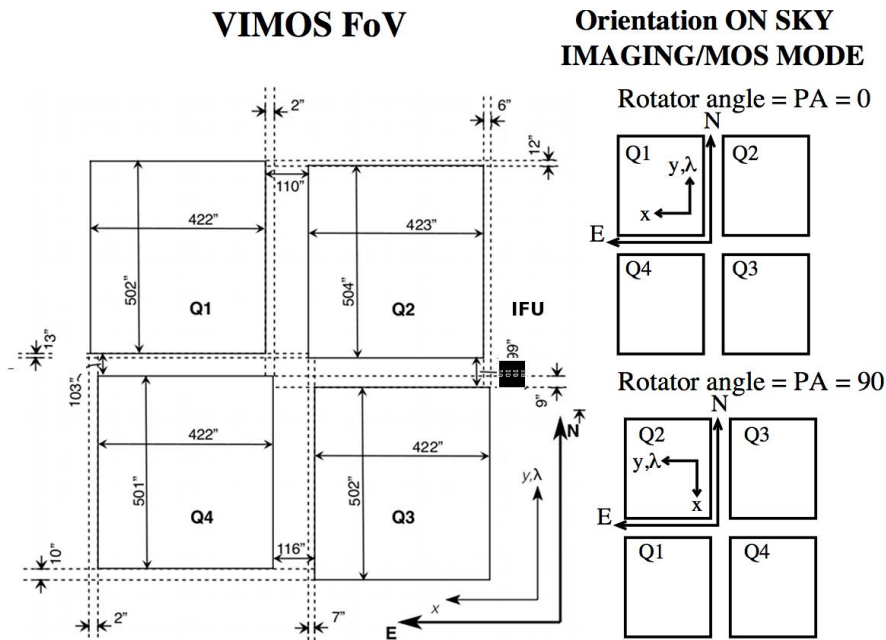 VIMOS FoV
Orientation ON SKY
IMAGING/MOS MODE
Rotator angle = PA = 0
N
Q1
Q2
y,λ
x
E
Q4
Q3
Rotator angle = PA = 90
N
Q2
Q3
y,λ
x
E
Q1
Q4
2”
6”
12”
110”
422”
423”
502”
504”
Q1
Q2
IFU
13”
99”
103”
9”
N
422”
422”
501”
502”
y,λ
Q4
Q3
116”
10”
x
2”
7”
E